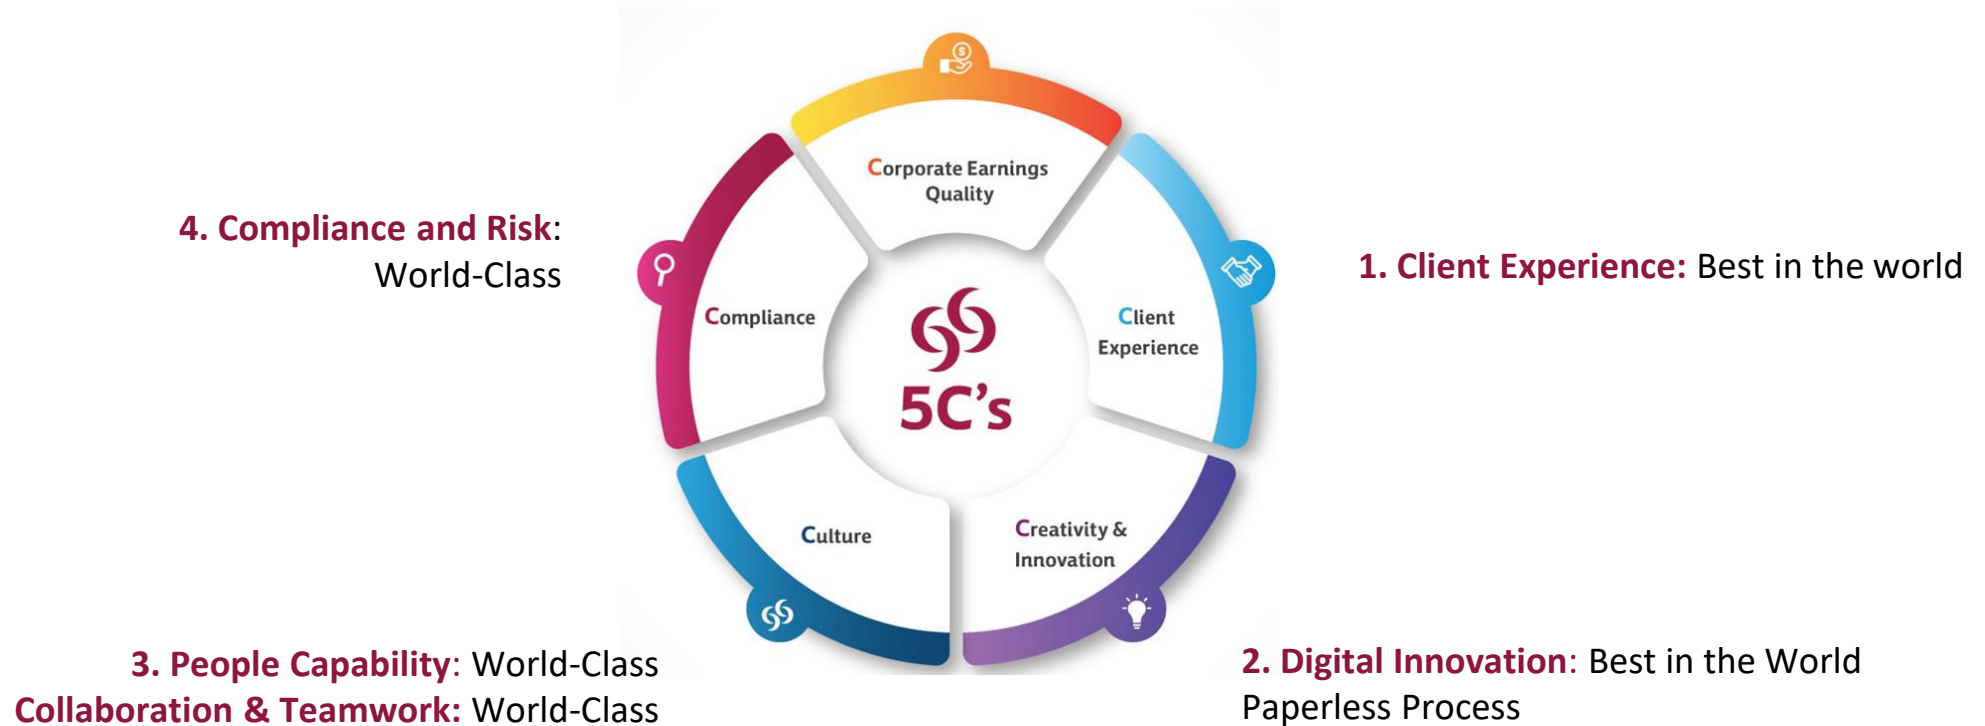 Corporate Earnings
Quality
4. Compliance and Risk:
World-Class
1. Client Experience: Best in the world
Compliance
Client
Experience
5C’s
Culture
Creativity &
Innovation
3. People Capability: World-Class
Collaboration & Teamwork: World-Class
2. Digital Innovation: Best in the World
Paperless Process